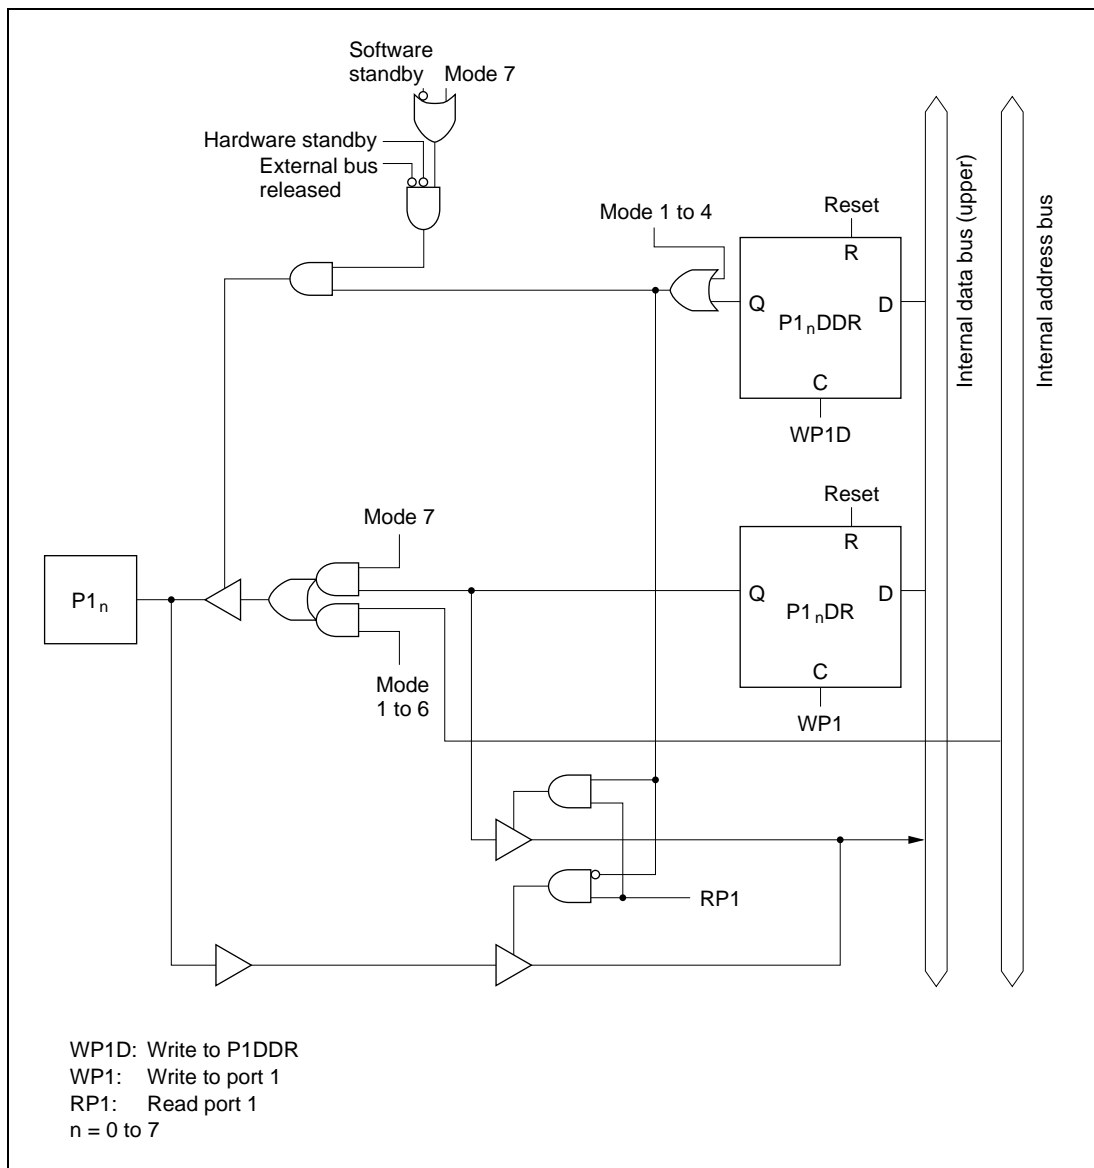 Software
standby
Mode 7
Hardware standby
External bus
released
Mode 1 to 4
Reset
R
Q
D
P1nDDR
C
WP1D
Internal data bus (upper)
Internal address bus
Reset
R
Mode 7
P1n
Q
D
P1nDR
C
WP1
Mode
1 to 6
RP1
WP1D: Write to P1DDR
WP1: Write to port 1
RP1: Read port 1
n = 0 to 7